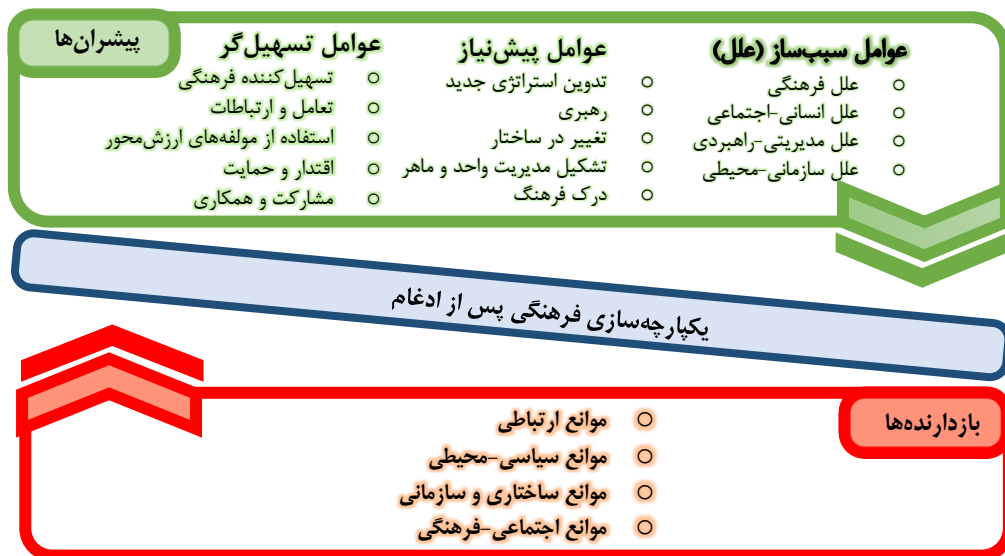 پیشران‌ها
عوامل سبب‌ساز (علل)
علل فرهنگی
علل انسانی-اجتماعی
علل مدیریتی-راهبردی
علل سازمانی-محیطی
عوامل پیش‌نیاز
تدوین استراتژی جدید
رهبری
تغییر در ساختار
تشکیل مدیریت واحد و ماهر
درک فرهنگ
عوامل تسهیل‌گر
تسهیل‌کننده فرهنگی
تعامل و ارتباطات
استفاده از مولفه‌های ارزش‌محور
اقتدار و حمایت
مشارکت و همکاری
یکپارچه‌سازی فرهنگی پس از ادغام
بازدارنده‌ها
موانع ارتباطی
موانع سیاسی-محیطی
موانع ساختاری و سازمانی
موانع اجتماعی-فرهنگی